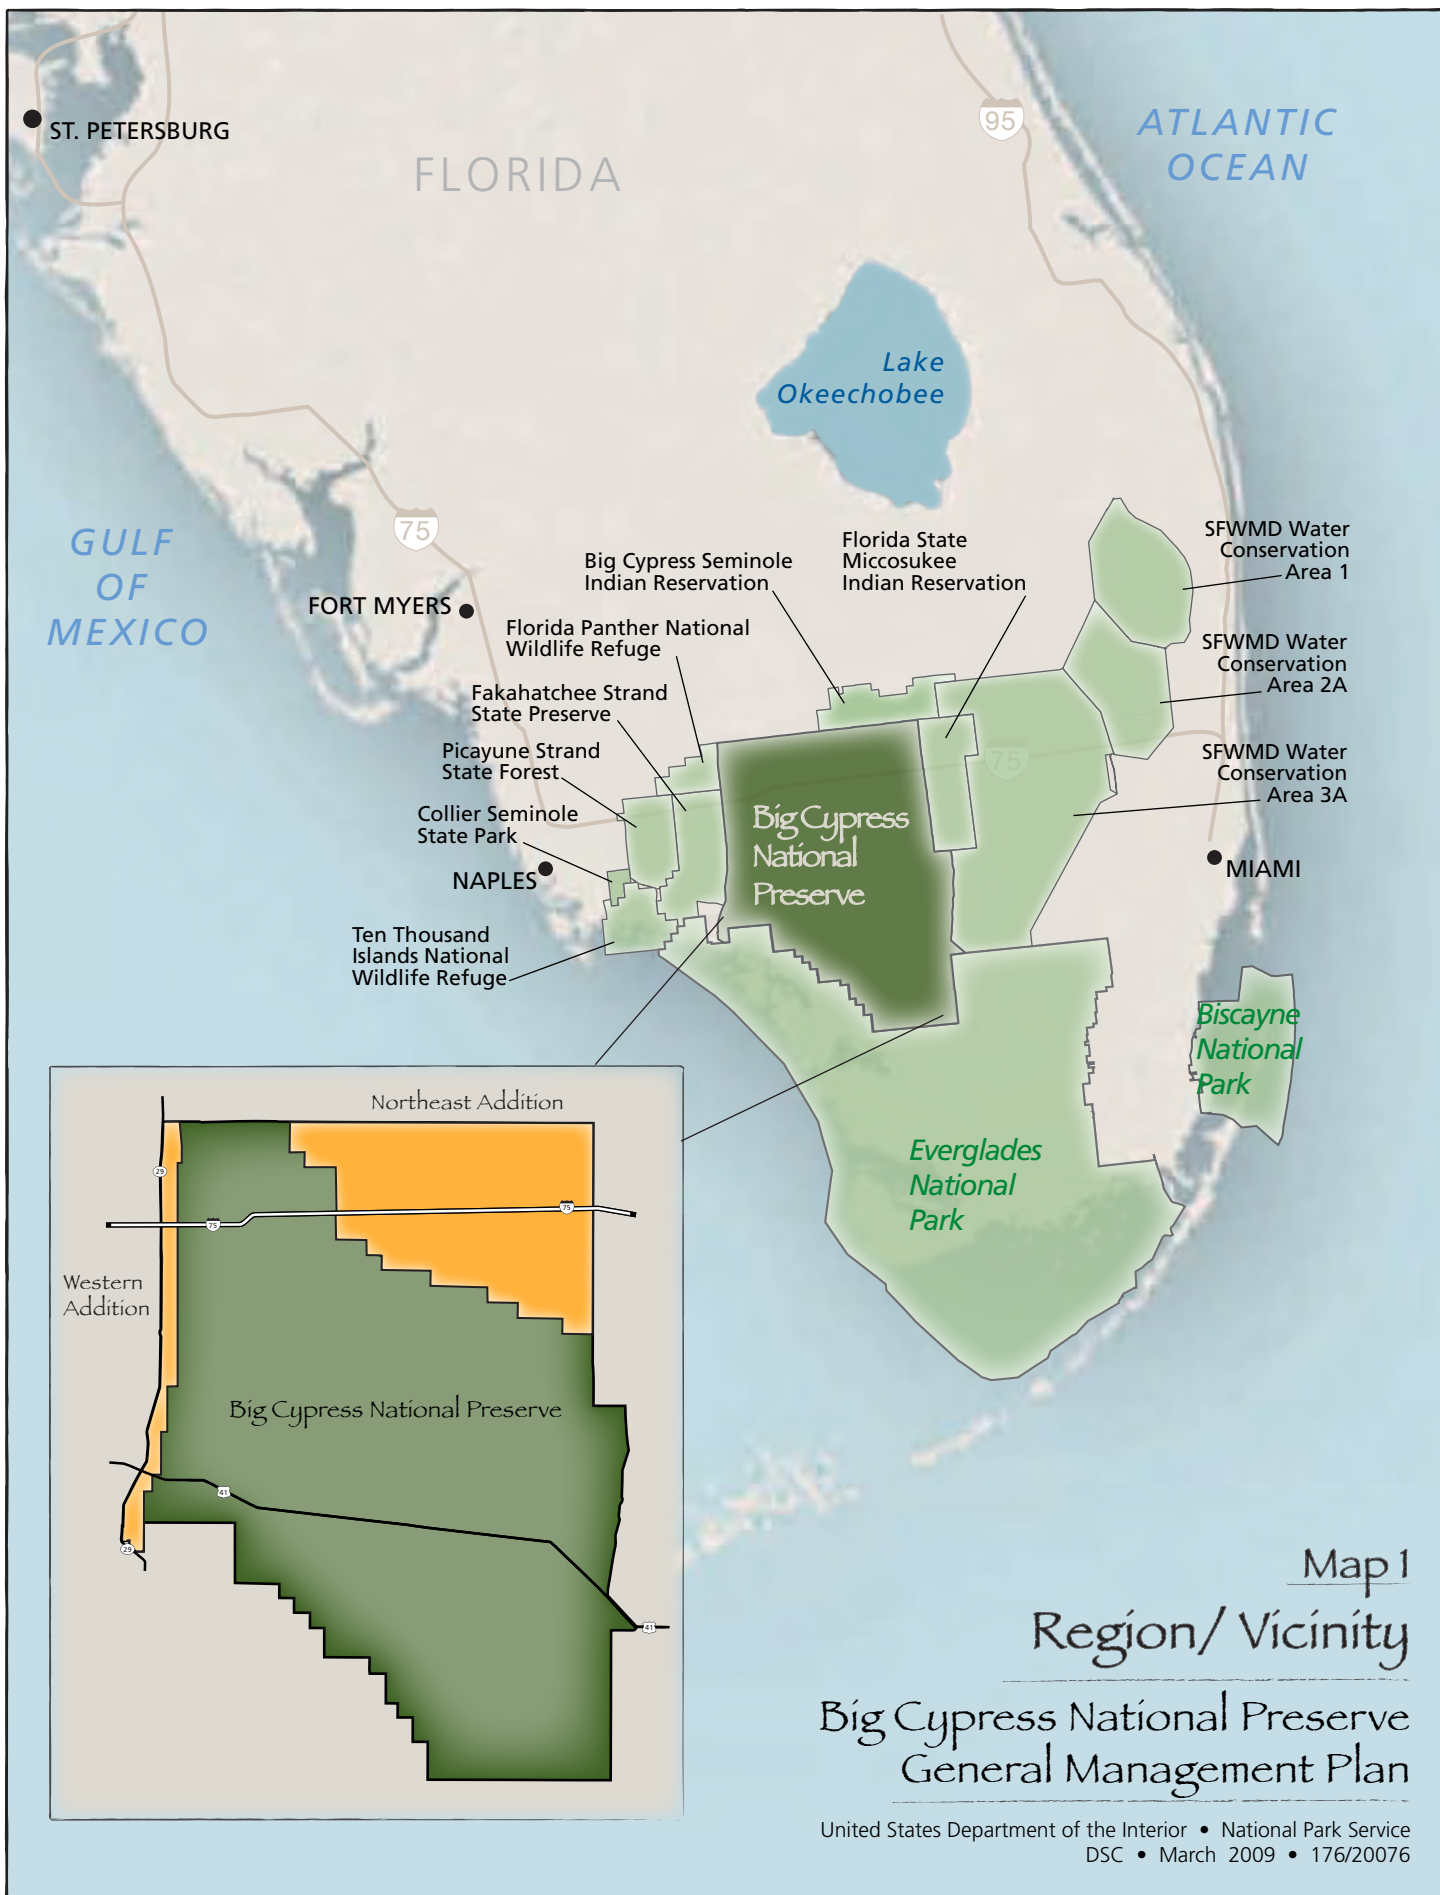 ST. PETERSBURG
FLORIDA
95
ATLANTIC
OCEAN
Lake
Okeechobee
GULF
OF
MEXICO
75
FORT MYERS
Big Cypress Seminole
Indian Reservation
Florida State
Miccosukee
Indian Reservation
SFWMD Water
Conservation
Area 1
Florida Panther National
Wildlife Refuge
SFWMD Water
Conservation
Area 2A
Fakahatchee Strand
State Preserve
Picayune Strand
State Forest
75
SFWMD Water
Conservation
Area 3A
Collier Seminole
State Park
Big Cypress
National
Preserve
NAPLES
MIAMI
Ten Thousand
Islands National
Wildlife Refuge
Biscayne
National
Park
Everglades
National
Park
Northeast Addition
29
75
75
Western
Addition
Big Cypress National Preserve
41
29
41
Map 1
Region/ Vicinity
Big Cypress National Preserve
General Management Plan
United States Department of the Interior • National Park Service
DSC • March 2009 • 176/20076